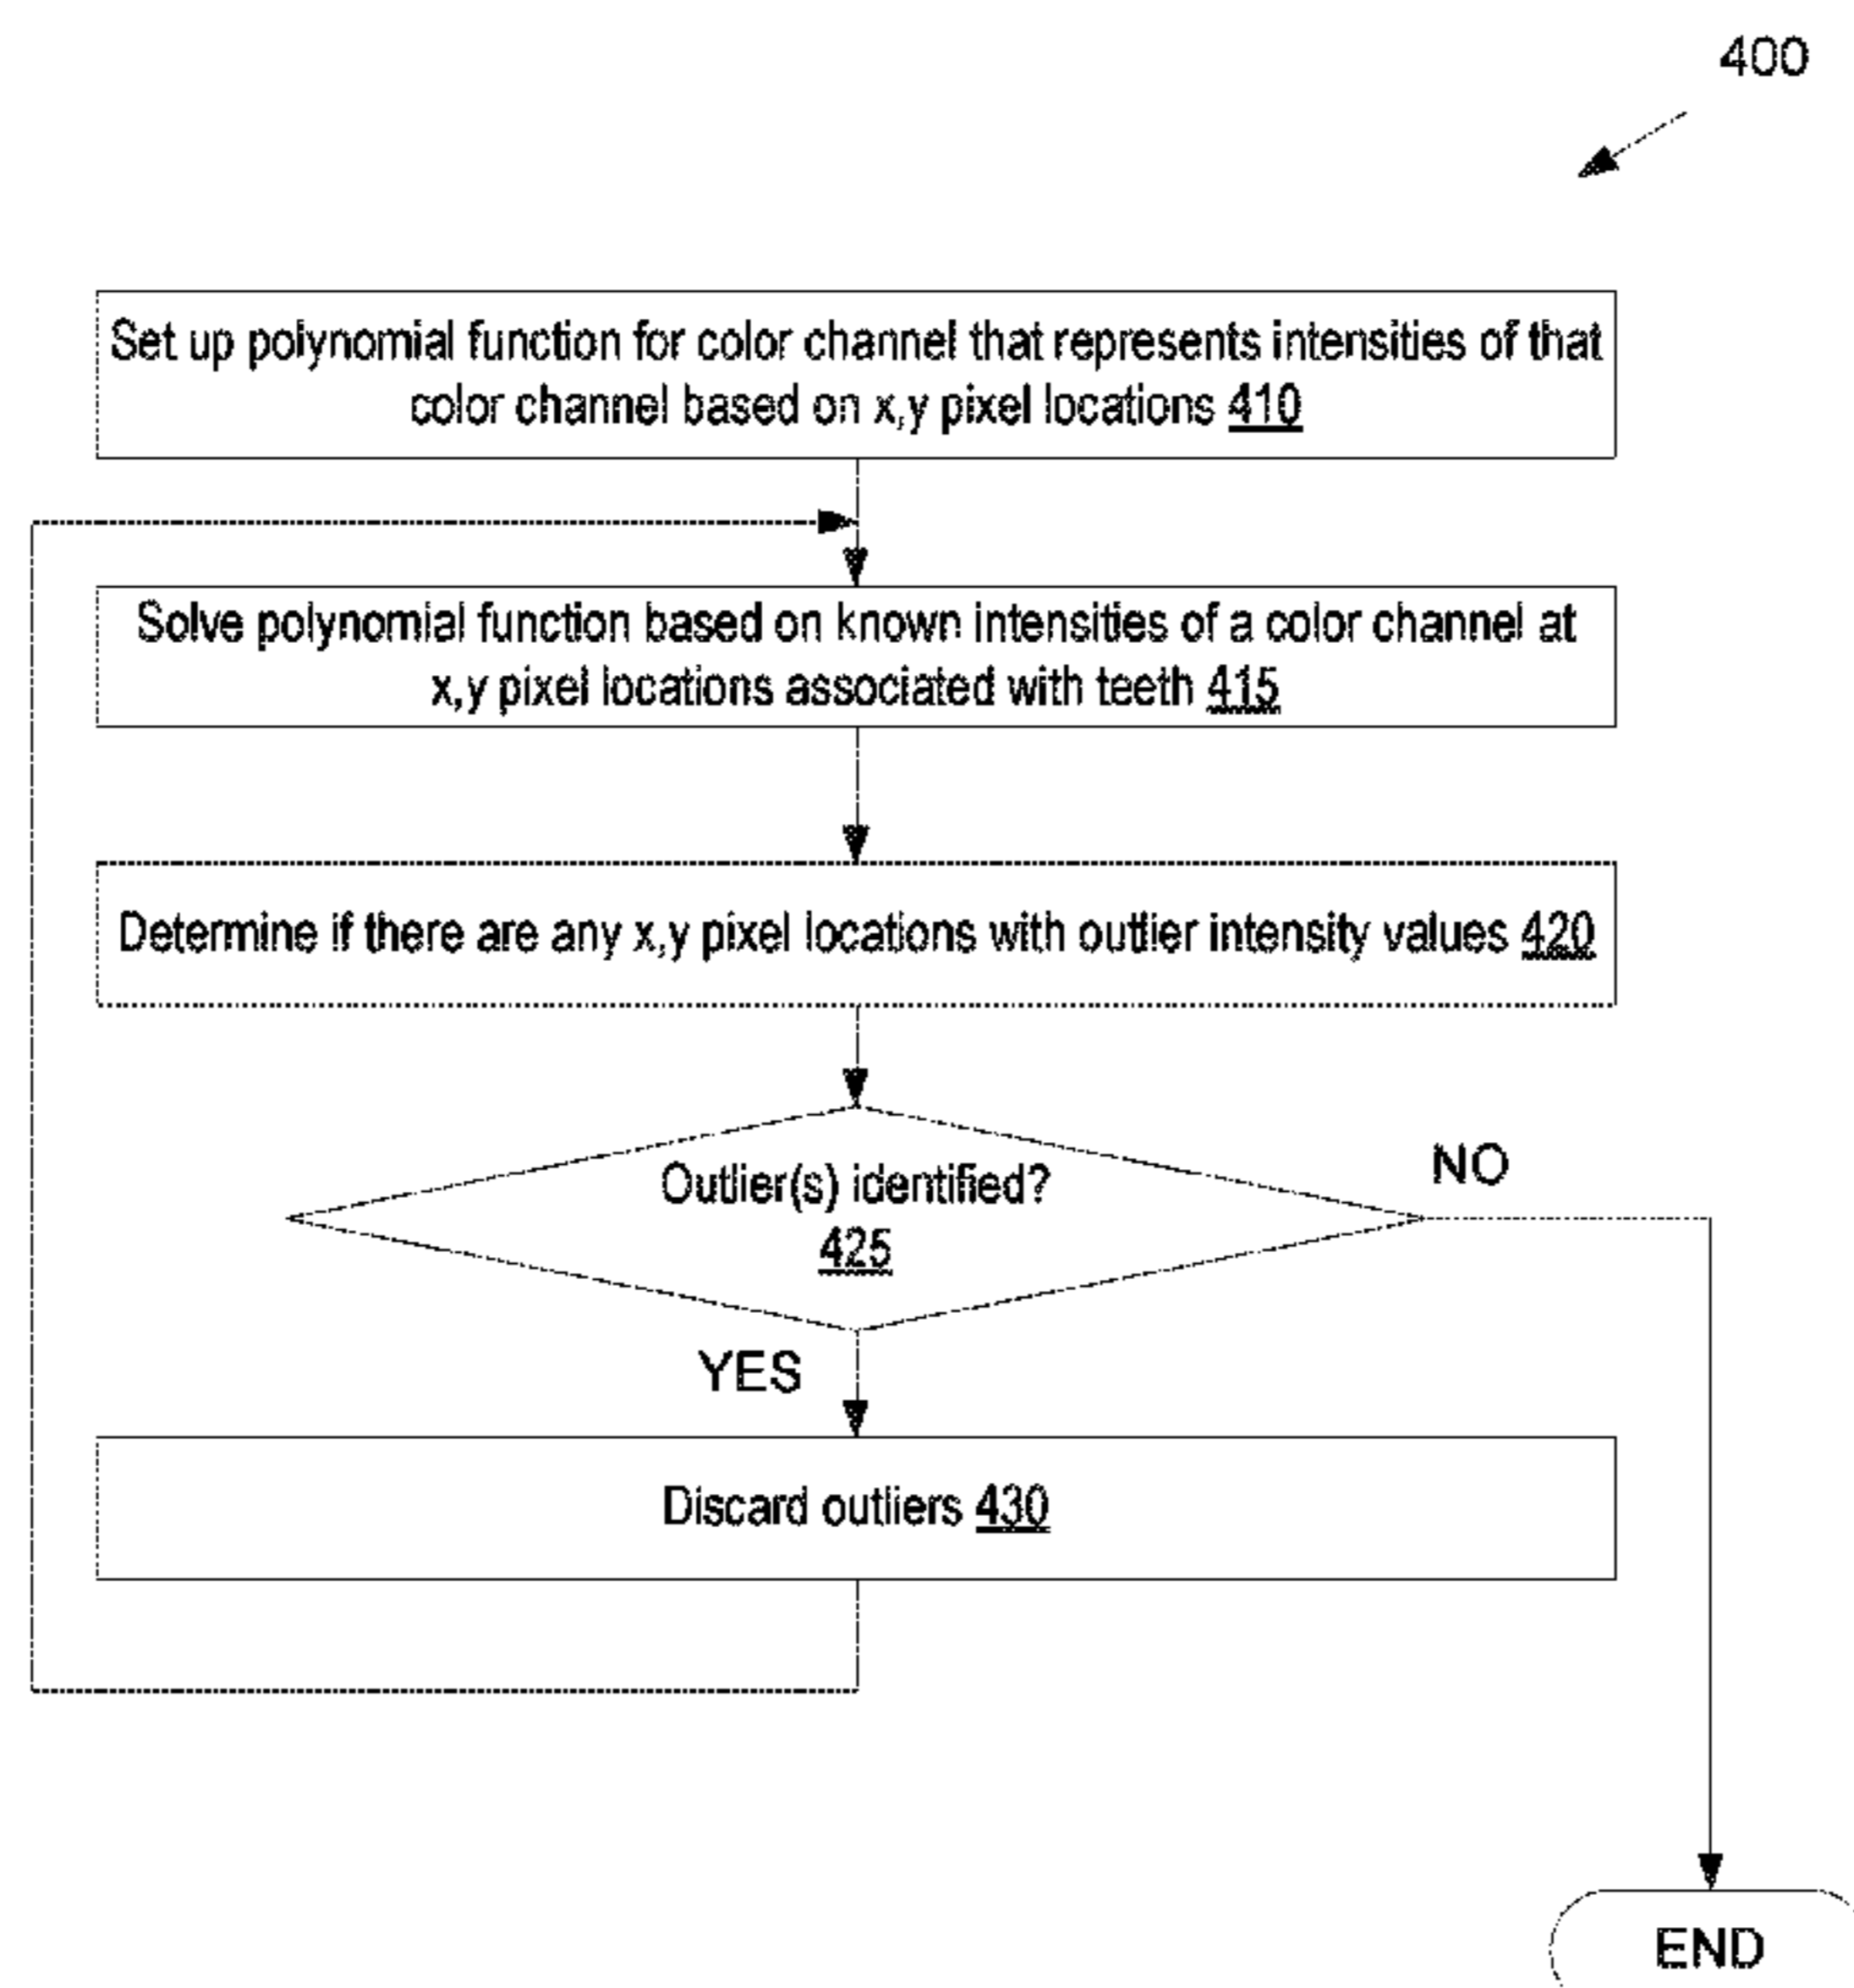 400
Set up polynomial function for color channel that represents intensities of that
color channel based on x,y pixel locations 410
Solve polynomial function based on known intensities of a color channel at
x,y pixel locations associated with teeth 415
Determine if there are any x,y pixel locations with outlier intensity values 420
Outlier(s) identified?
425
NO
YES
Discard outliers 430
END